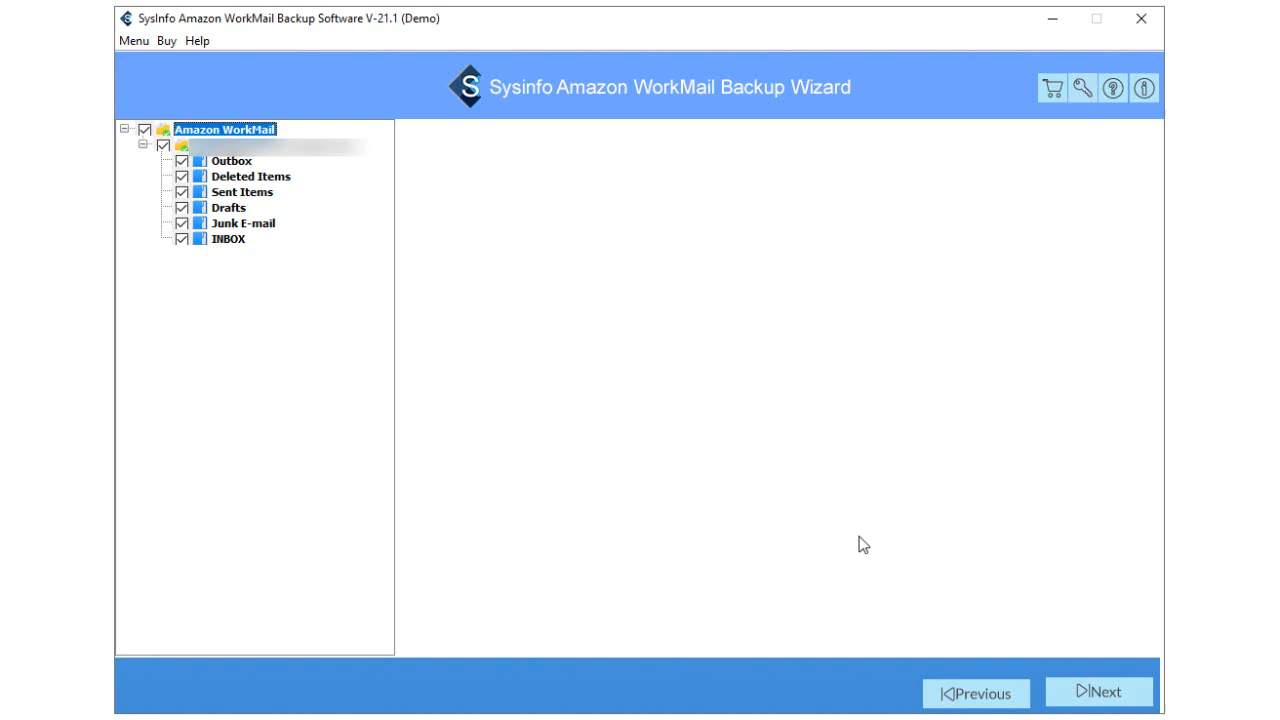 SysInfo Amazon WorkMail Backup Software V-21.1 (Demo)
Menu Buy Help
S Sysinfo Amazon WorkMail Backup Wizard
Amazon WorkMail
Outbox
Deleted Items
Sent Items
Drafts
Junk E-mail
INBOX
Previous Next